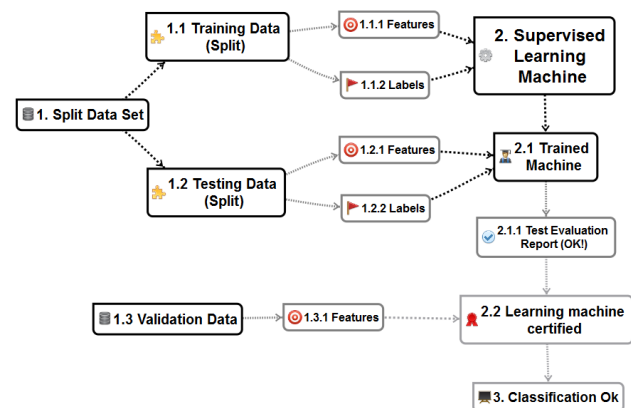 1.1 Training Data
(Split)
1.1.1 Features
1.1.2 Labels
2. Supervised
Learning
Machine
1. Split Data Set
1.2 Testing Data
(Split)
1.2.1 Features
1.2.2 Labels
2.1 Trained
Machine
2.1.1 Test Evaluation
Report (OK!)
1.3 Validation Data
1.3.1 Features
2.2 Learning machine
certified
3. Classification Ok